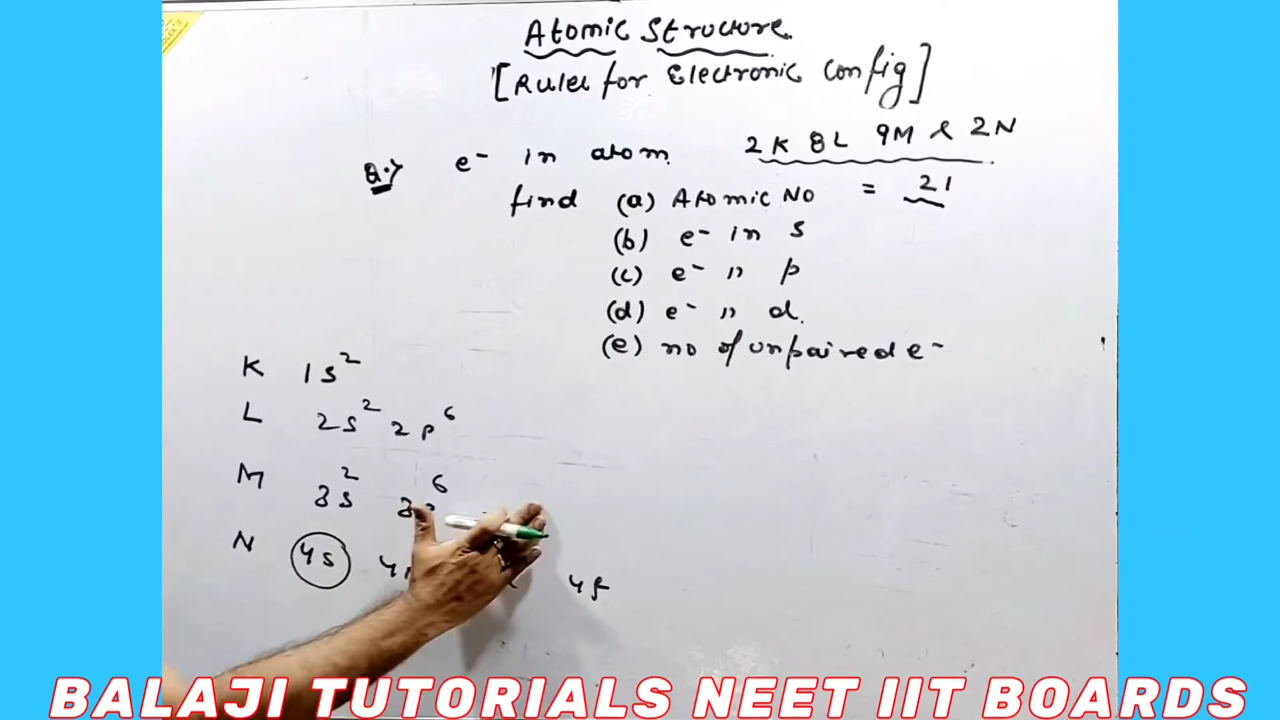 Atomic Structure
[Rules for Electronic Config]
Q.> e- in atom 2K 8L 9M & 2N
find (a) Atomic No = 21
(b) e- in s
(c) e- " p
(d) e- " d.
(e) no of unpaired e-
K 1s2
L 2s2 2p6
M 3s2 3p6
N 4s 4f
BALAJI TUTORIALS NEET IIT BOARDS